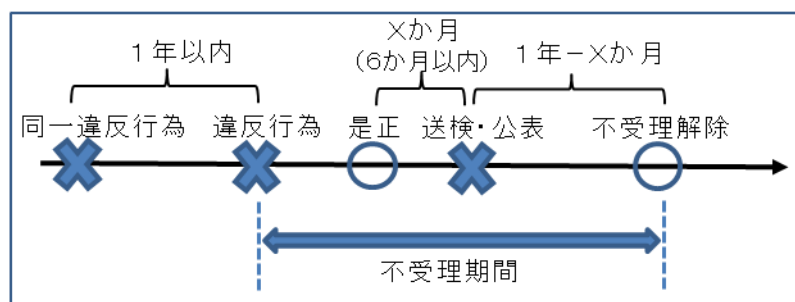 1年以内
Xか月
(6か月以内)
1年－Xか月
同一違反行為
違反行為
是正
送検・公表
不受理解除
不受理期間